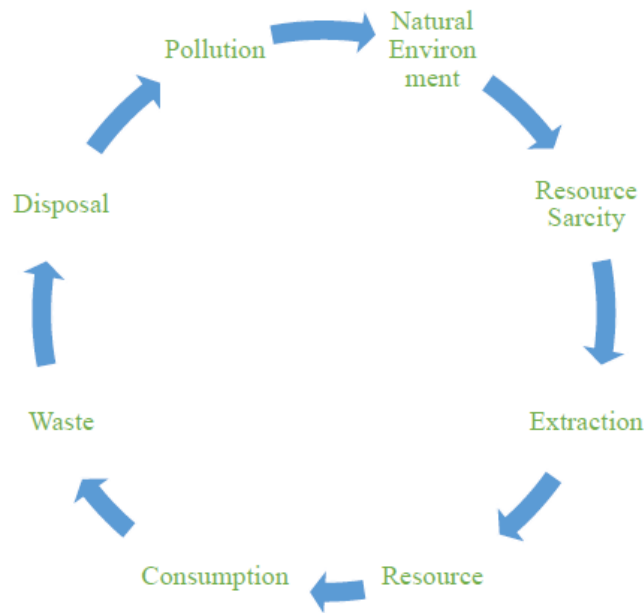 Pollution
Natural
Environ
ment
Resource
Sarcity
Extraction
Resource
Consumption
Waste
Disposal